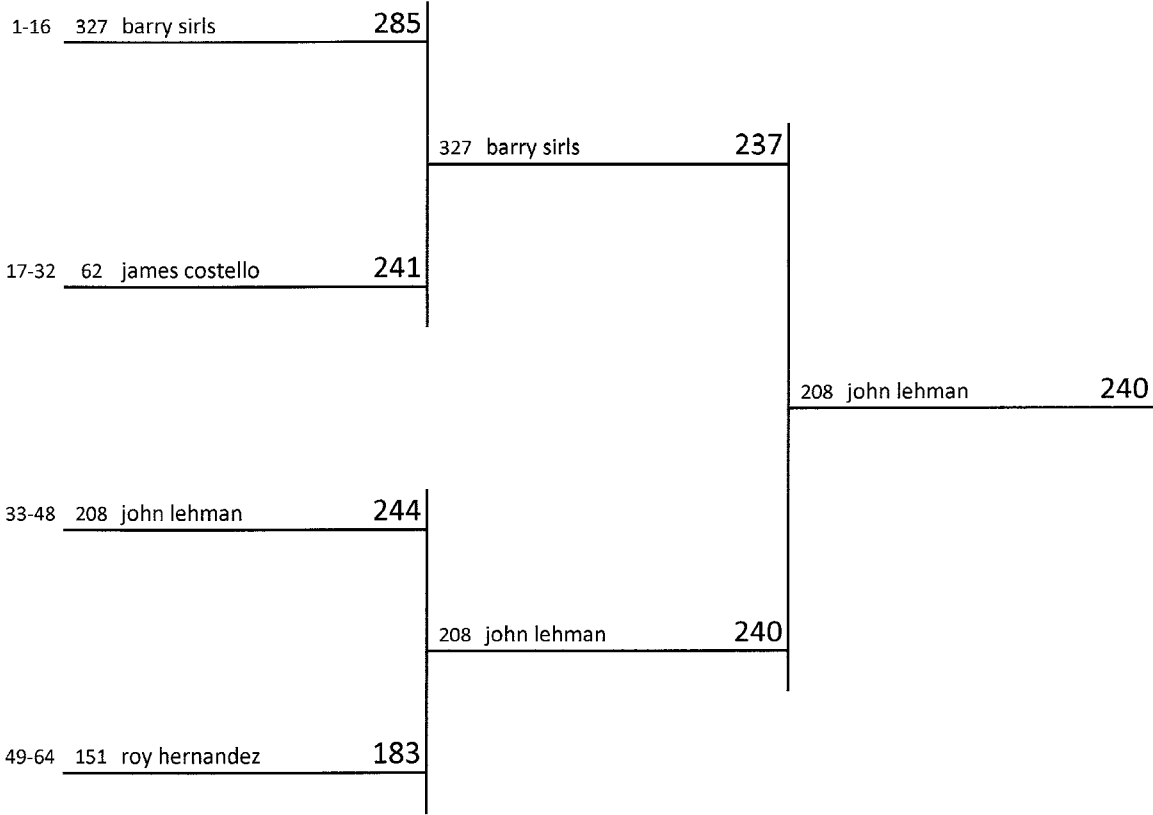 1-16 327 barry sirls 285
327 barry sirls 237
17-32 62 james costello 241
208 john lehman 240
33-48 208 john lehman 244
208 john lehman 240
49-64 151 roy hernandez 183